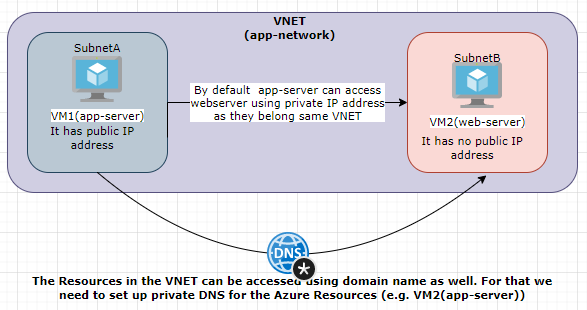 VNET
(app-network)
SubnetA
VM1(app-server)
It has public IP
address
By default  app-server can access
webserver using private IP address
as they belong same VNET
SubnetB
VM2(web-server)
It has no public IP
address
DNS
*
The Resources in the VNET can be accessed using domain name as well. For that we
need to set up private DNS for the Azure Resources (e.g. VM2(app-server))